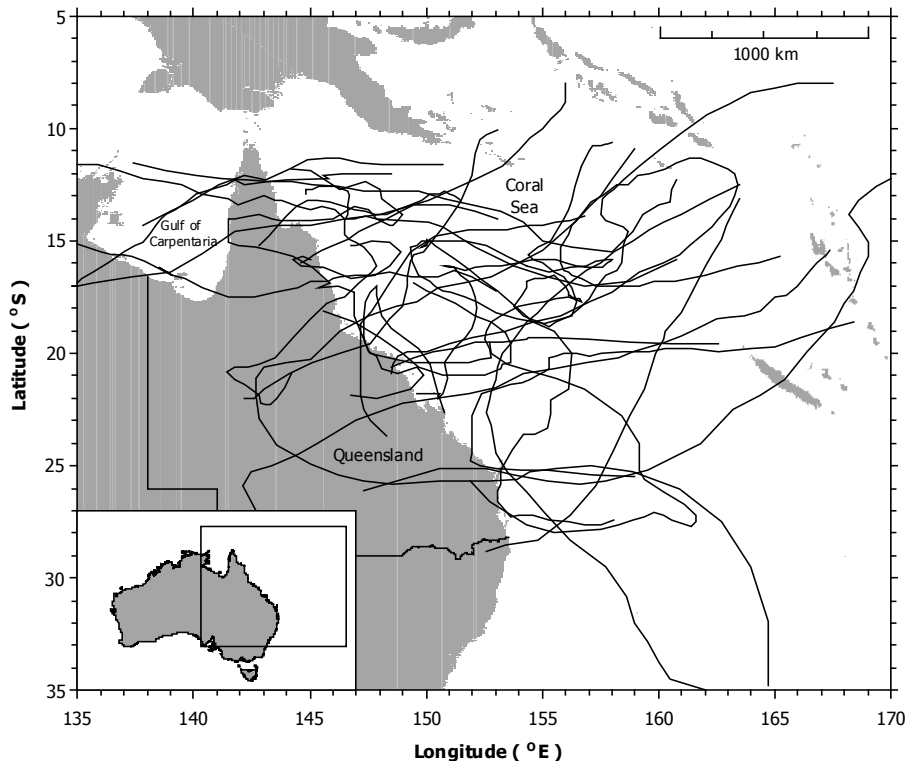 5
10
15
20
25
30
35
Latitude ( °S )
1000 km
Coral
Sea
Gulf of
Carpentaria
Queensland
135
140
145
150
155
160
165
170
Longitude ( °E )